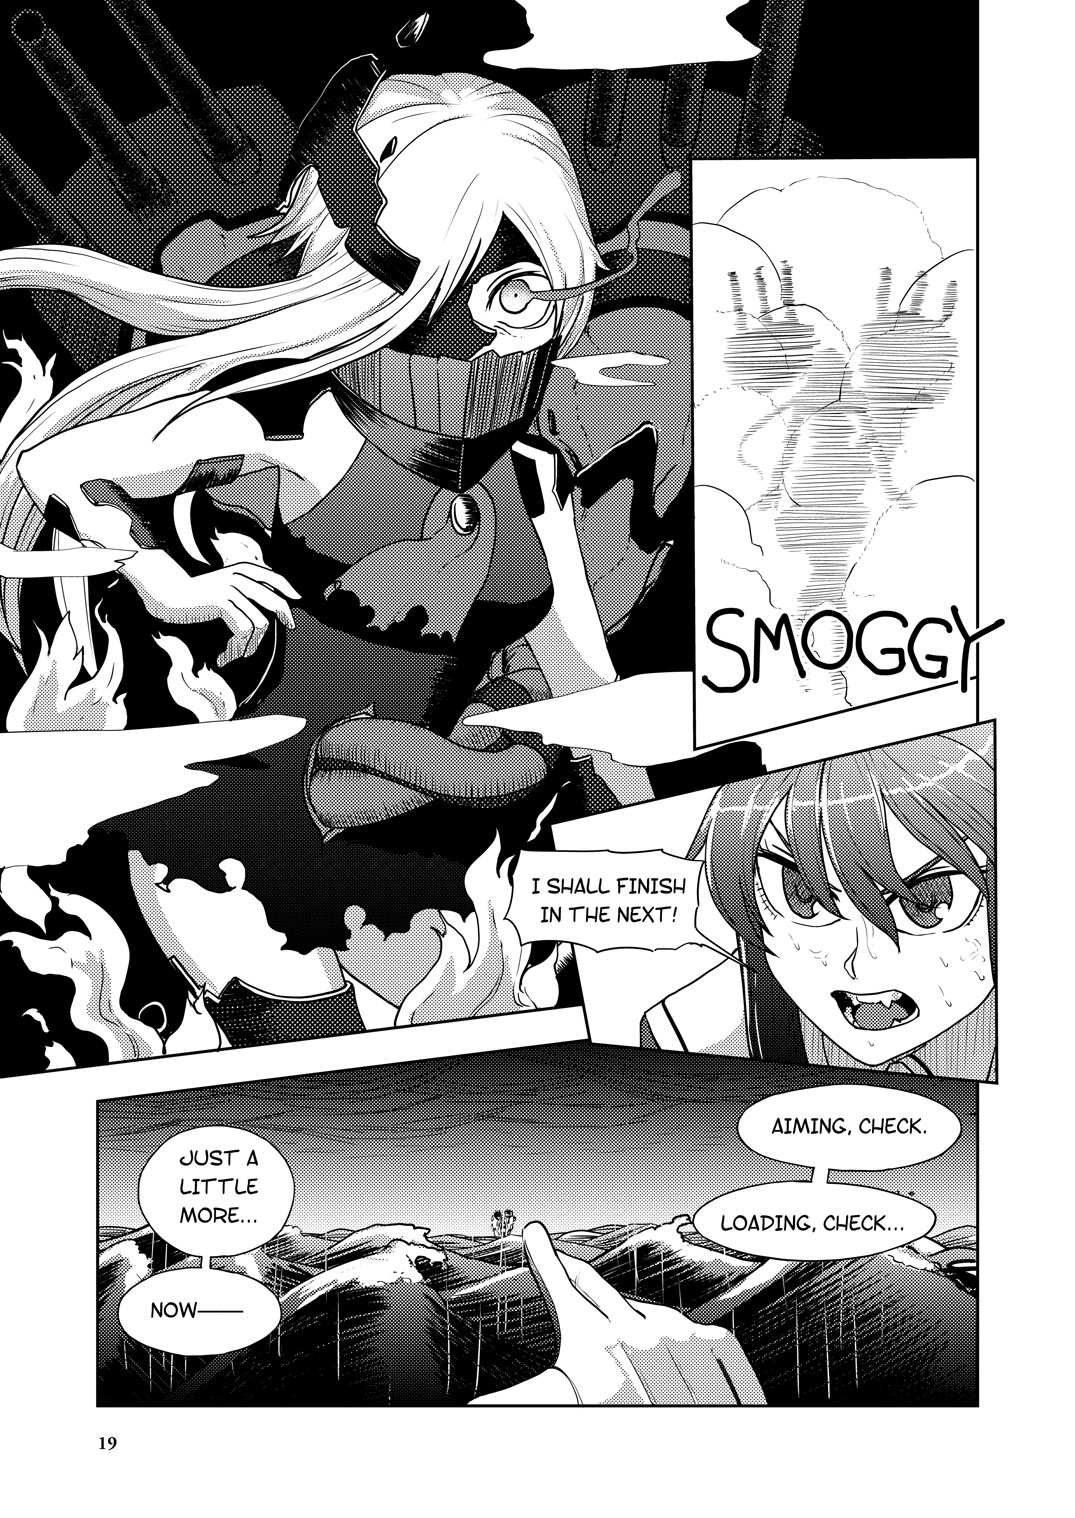 SMOGGY
I SHALL FINISH
IN THE NEXT!
AIMING, CHECK.
LOADING, CHECK...
JUST A
LITTLE
MORE...
NOW——
19